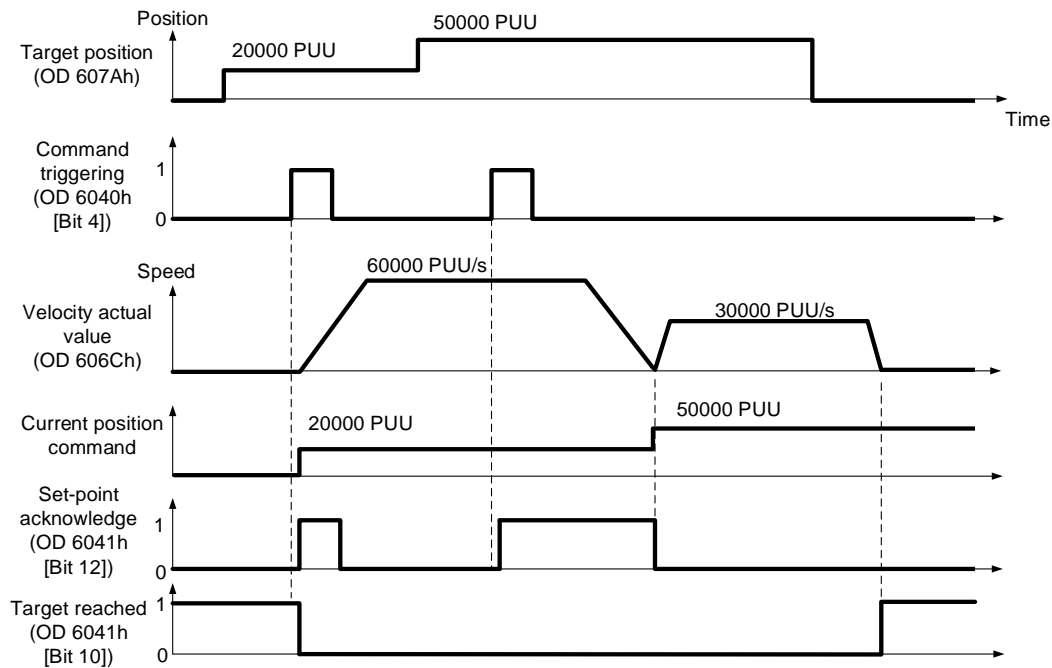 Position
Target position
(OD 607Ah)
20000 PUU
50000 PUU
Time
Command
triggering
(OD 6040h
[Bit 4])
1
0
Speed
Velocity actual
value
(OD 606Ch)
60000 PUU/s
30000 PUU/s
Current position
command
20000 PUU
50000 PUU
Set-point
acknowledge
(OD 6041h
[Bit 12])
1
0
Target reached
(OD 6041h
[Bit 10])
1
0